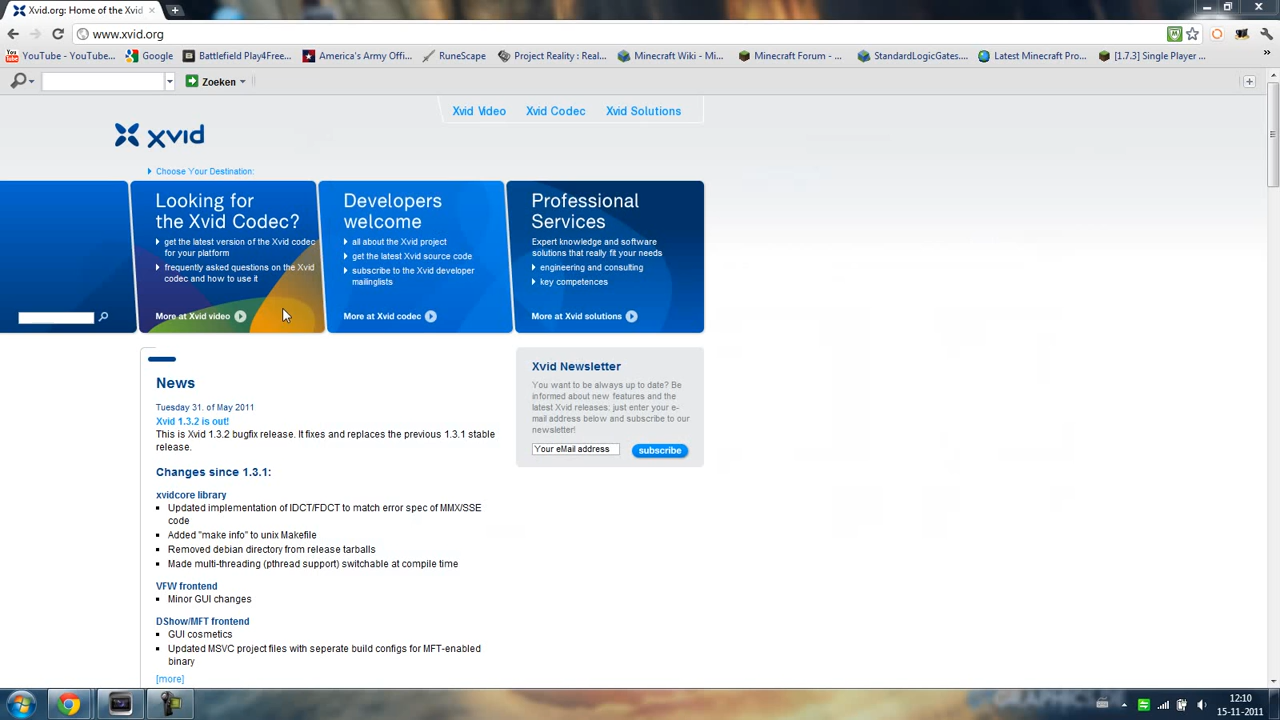 Xvid.org: Home of the Xvid
www.xvid.org
YouTube - YouTube...
Google
Battlefield Play4Free...
America's Army Offi...
RuneScape
Project Reality : Real...
Minecraft Wiki - Mi...
Minecraft Forum - ...
StandardLogicGates....
Latest Minecraft Pro...
[1.7.3] Single Player ...
Zoeken
Xvid Video
Xvid Codec
Xvid Solutions
xvid
Choose Your Destination:
Looking for
the Xvid Codec?
get the latest version of the Xvid codec
for your platform
frequently asked questions on the Xvid
codec and how to use it
More at Xvid video
Developers
welcome
all about the Xvid project
get the latest Xvid source code
subscribe to the Xvid developer
mailinglists
More at Xvid codec
Professional
Services
Expert knowledge and software
solutions that really fit your needs
engineering and consulting
key competences
More at Xvid solutions
News
Tuesday 31. of May 2011
Xvid 1.3.2 is out!
This is Xvid 1.3.2 bugfix release. It fixes and replaces the previous 1.3.1 stable
release.
Changes since 1.3.1:
xvidcore library
Updated implementation of IDCT/FDCT to match error spec of MMX/SSE
code
Added "make info" to unix Makefile
Removed debian directory from release tarballs
Made multi-threading (pthread support) switchable at compile time
VFW frontend
Minor GUI changes
DShow/MFT frontend
GUI cosmetics
Updated MSVC project files with seperate build configs for MFT-enabled
binary
[more]
Xvid Newsletter
You want to be always up to date? Be
informed about new features and the
latest Xvid releases: just enter your e-
mail address below and subscribe to our
newsletter!
Your eMail address
subscribe
12:10
15-11-2011